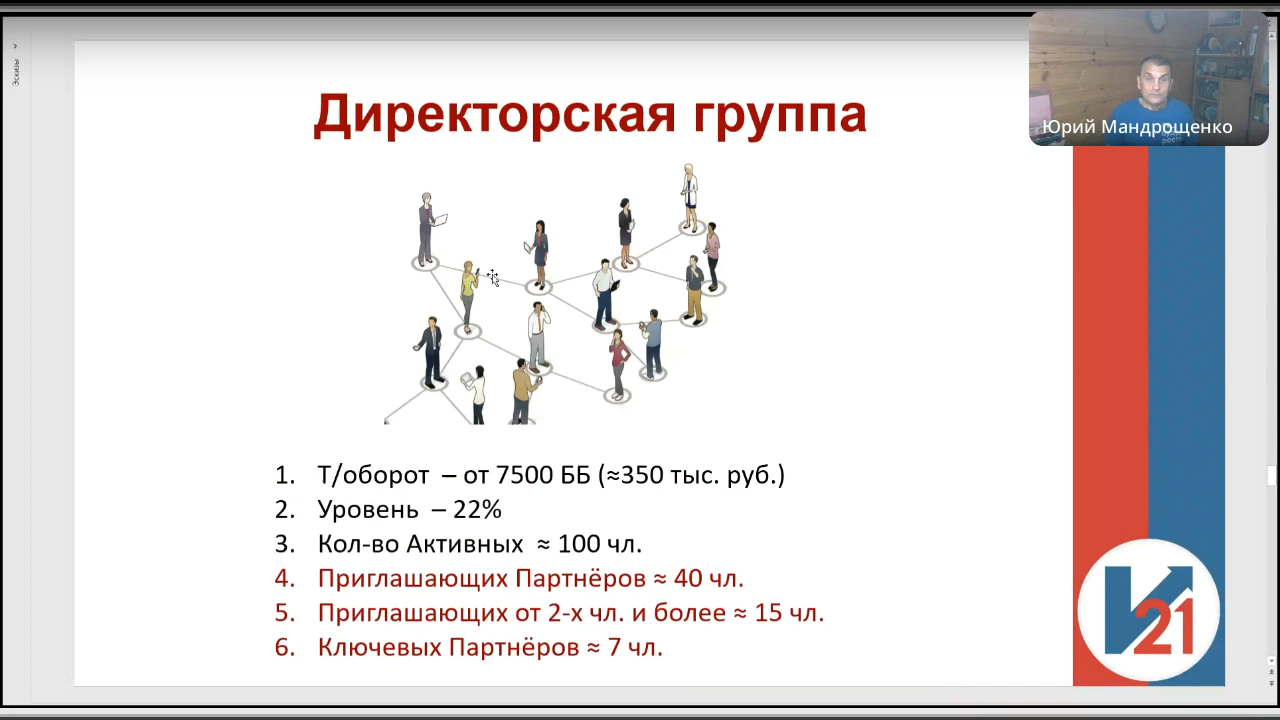 Эскизы
Директорская группа
Юрий Мандрощенко
1. Т/оборот – от 7500 ББ (≈350 тыс. руб.)
2. Уровень – 22%
3. Кол-во Активных ≈ 100 чл.
4. Приглашающих Партнёров ≈ 40 чл.
5. Приглашающих от 2-х чл. и более ≈ 15 чл.
6. Ключевых Партнёров ≈ 7 чл.
21